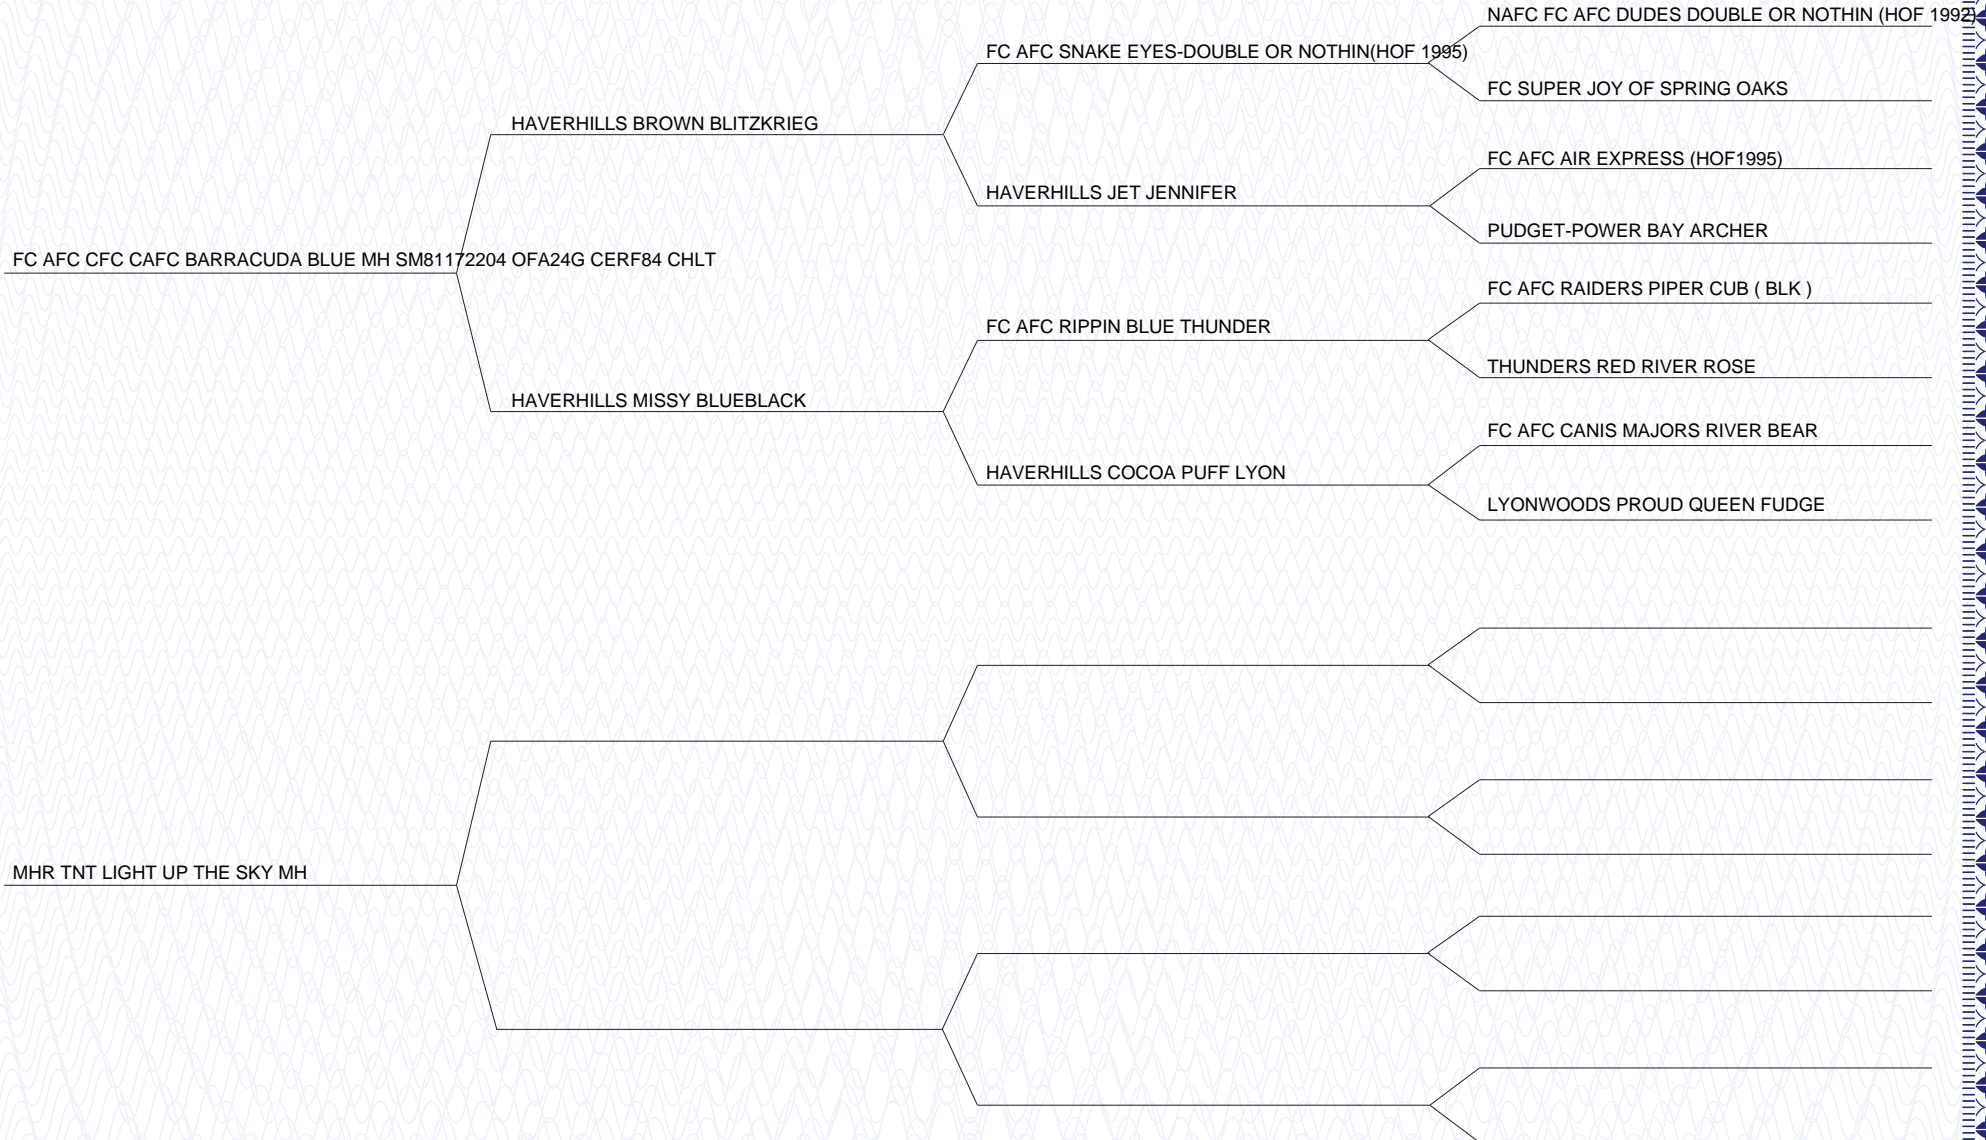 NAFC FC AFC DUDES DOUBLE OR NOTHIN (HOF 1992)
FC AFC SNAKE EYES-DOUBLE OR NOTHIN(HOF 1995)
FC SUPER JOY OF SPRING OAKS
HAVERHILLS BROWN BLITZKRIEG
FC AFC AIR EXPRESS (HOF1995)
HAVERHILLS JET JENNIFER
PUDGET-POWER BAY ARCHER
FC AFC CFC CAFC BARRACUDA BLUE MH SM81172204 OFA24G CERF84 CHLT
FC AFC RAIDERS PIPER CUB ( BLK )
FC AFC RIPPIN BLUE THUNDER
THUNDERS RED RIVER ROSE
HAVERHILLS MISSY BLUEBLACK
FC AFC CANIS MAJORS RIVER BEAR
HAVERHILLS COCOA PUFF LYON
LYONWOODS PROUD QUEEN FUDGE
MHR TNT LIGHT UP THE SKY MH